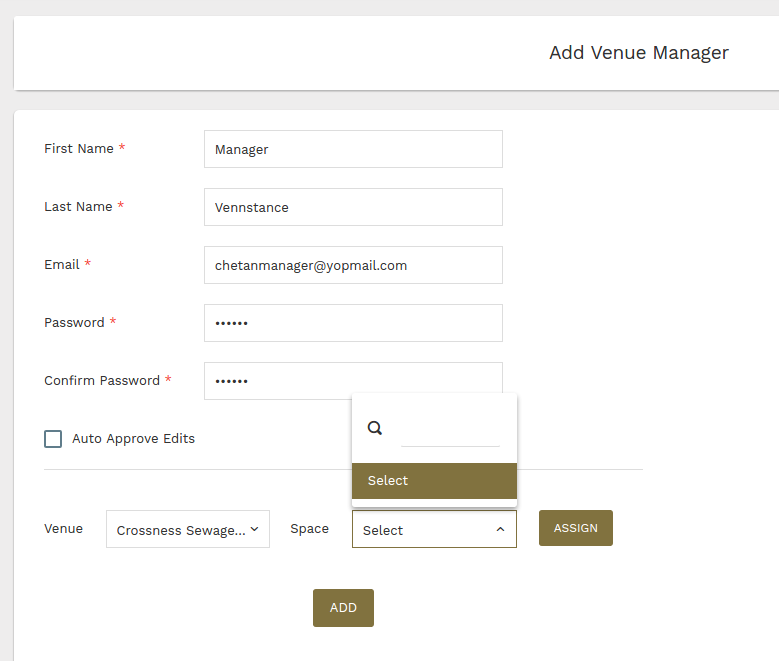 Add Venue Manager
First Name * Manager
Last Name * Vennstance
Email * chetanmanager@yopmail.com
Password * ••••••
Confirm Password * ••••••
Auto Approve Edits
Select
Venue Crossness Sewage... Space Select ASSIGN
ADD